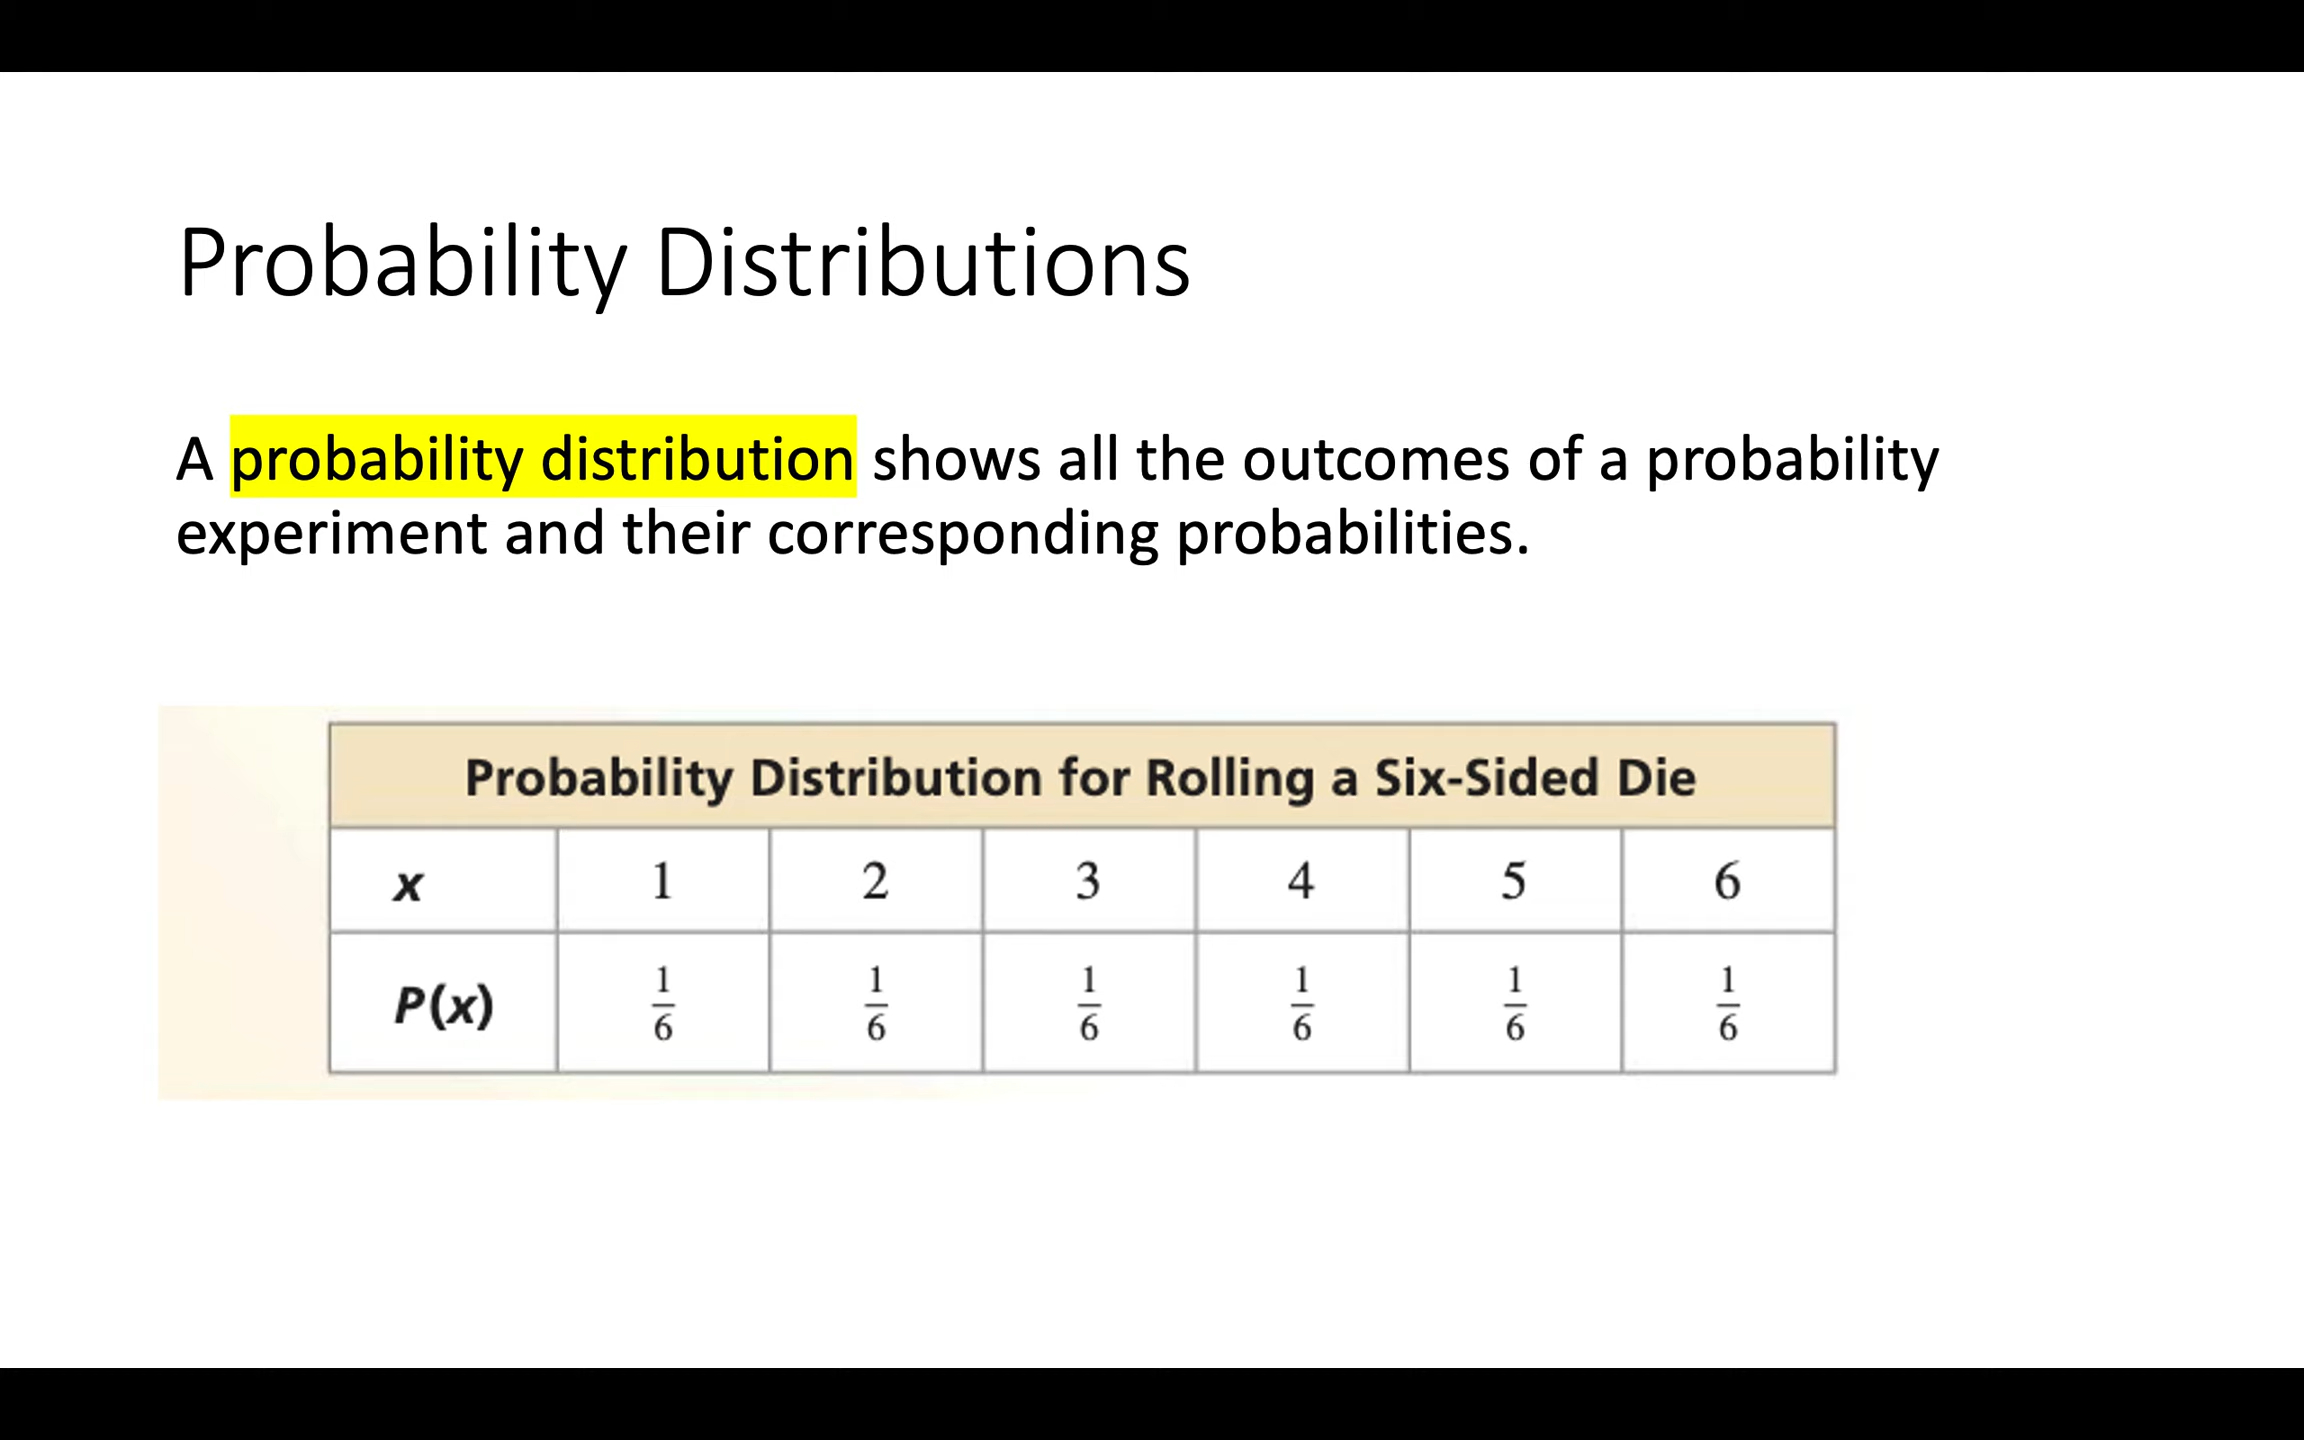 Probability Distributions
A probability distribution shows all the outcomes of a probability
experiment and their corresponding probabilities.
Probability Distribution for Rolling a Six-Sided Die
x 1 2 3 4 5 6
P(x) 1/6 1/6 1/6 1/6 1/6 1/6